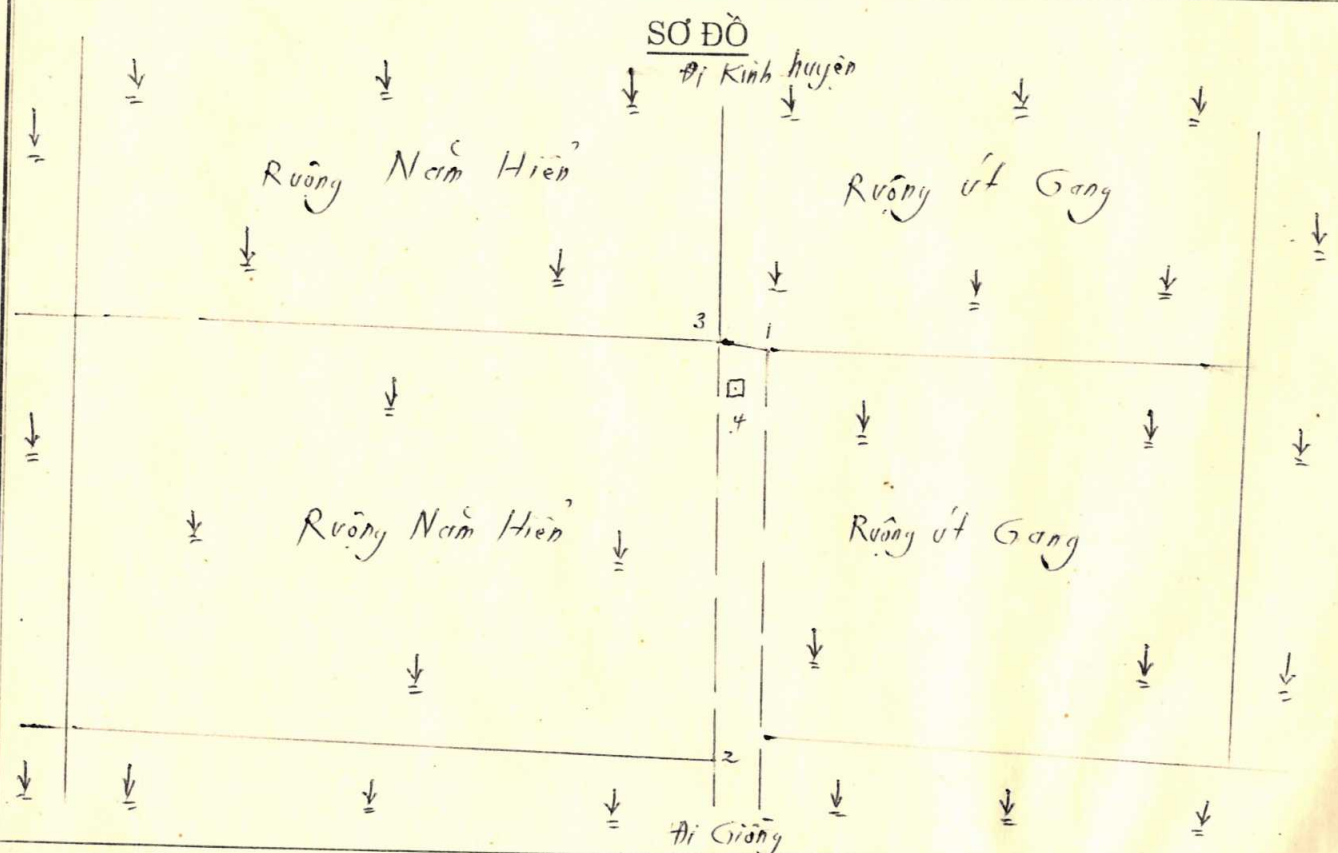 SƠ ĐỒ
Đi Kinh huyện
Ruộng Năm Hiển
Ruộng út Gang
3
1
4
Ruộng Năm Hiển
Ruộng út Gang
2
Đi Giồng